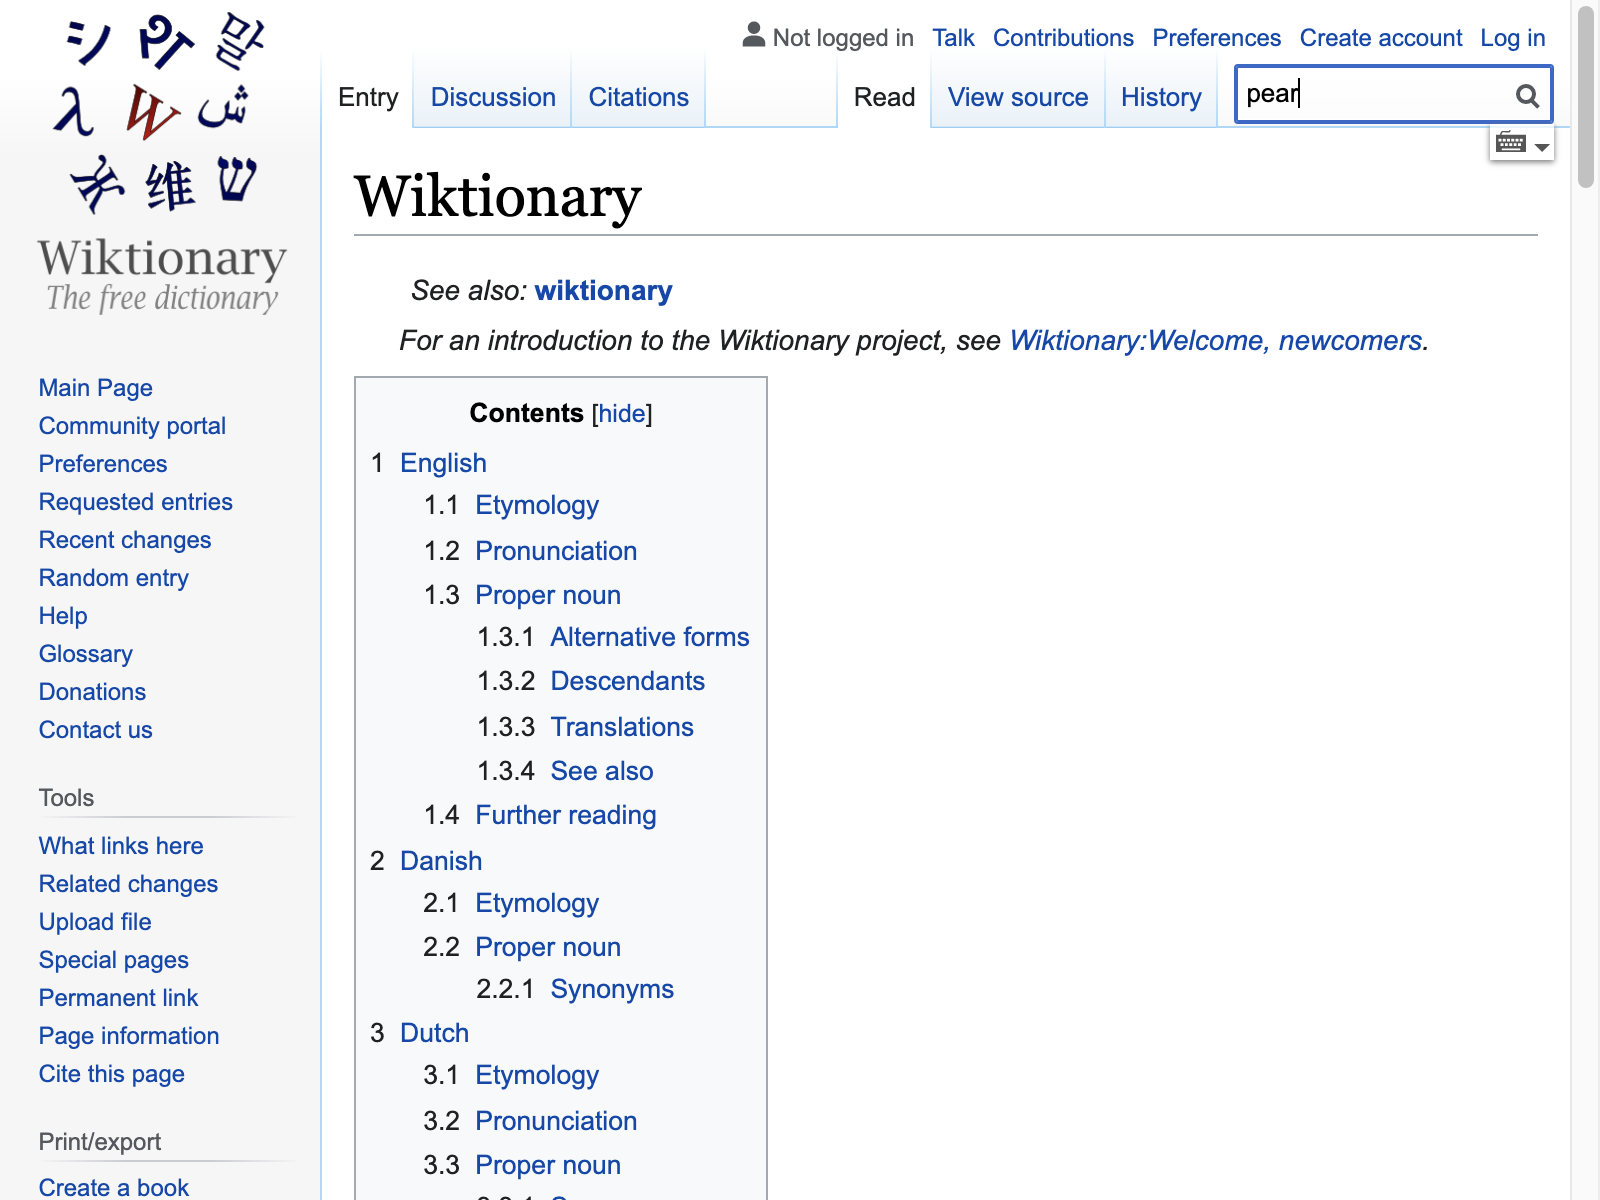 シ
말
λ
W
ش
维
ש
Wiktionary
The free dictionary
Not logged in Talk Contributions Preferences Create account Log in
Entry Discussion Citations Read View source History pear
Wiktionary
See also: wiktionary
For an introduction to the Wiktionary project, see Wiktionary:Welcome, newcomers.
Main Page
Community portal
Preferences
Requested entries
Recent changes
Random entry
Help
Glossary
Donations
Contact us
Tools
What links here
Related changes
Upload file
Special pages
Permanent link
Page information
Cite this page
Print/export
Create a book
Contents [hide]
1 English
1.1 Etymology
1.2 Pronunciation
1.3 Proper noun
1.3.1 Alternative forms
1.3.2 Descendants
1.3.3 Translations
1.3.4 See also
1.4 Further reading
2 Danish
2.1 Etymology
2.2 Proper noun
2.2.1 Synonyms
3 Dutch
3.1 Etymology
3.2 Pronunciation
3.3 Proper noun